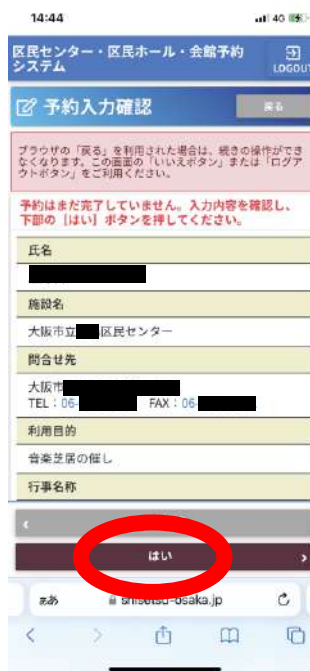 14:44
4G
区民センター・区民ホール・会館予約
システム
LOGOUT
予約入力確認
戻る
ブラウザの「戻る」を利用された場合は、続きの操作ができ
なくなります。この画面の「いいえボタン」または「ログア
ウトボタン」をご利用ください。
予約はまだ完了していません。入力内容を確認し、
下部の［はい］ボタンを押してください。
氏名
施設名
大阪市立 区民センター
問合せ先
大阪市
TEL：06- FAX：06-
利用目的
音楽芝居の催し
行事名称
はい
ああ
shisetsu-osaka.jp